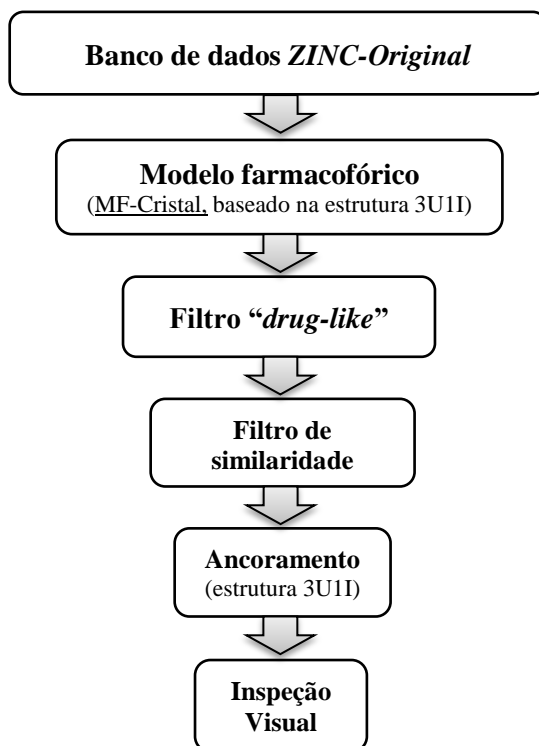 Banco de dados ZINC-Original
Modelo farmacofórico
(MF-Cristal, baseado na estrutura 3U1I)
Filtro “drug-like”
Filtro de
similaridade
Ancoramento
(estrutura 3U1I)
Inspeção
Visual